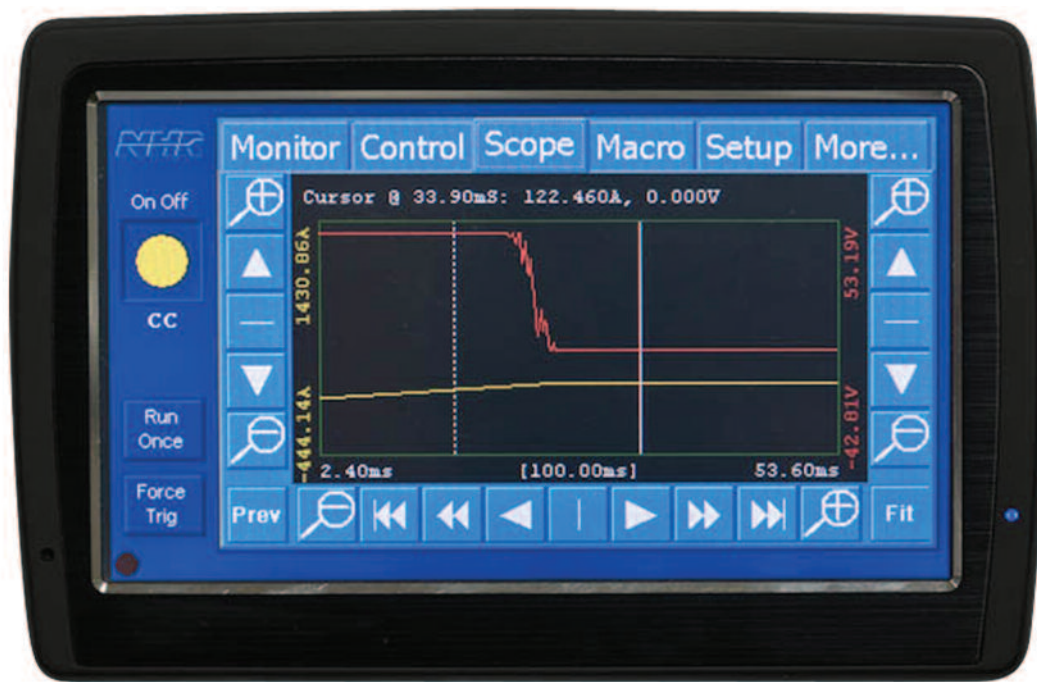 NHR
Monitor Control Scope Macro Setup More...
On Off
CC
Run
Once
Force
Trig
Cursor @ 33.90mS: 122.460A, 0.000V
1430.86A
-444.14A
53.19V
-42.81V
2.40ms [100.00ms] 53.60ms
Prev
Fit